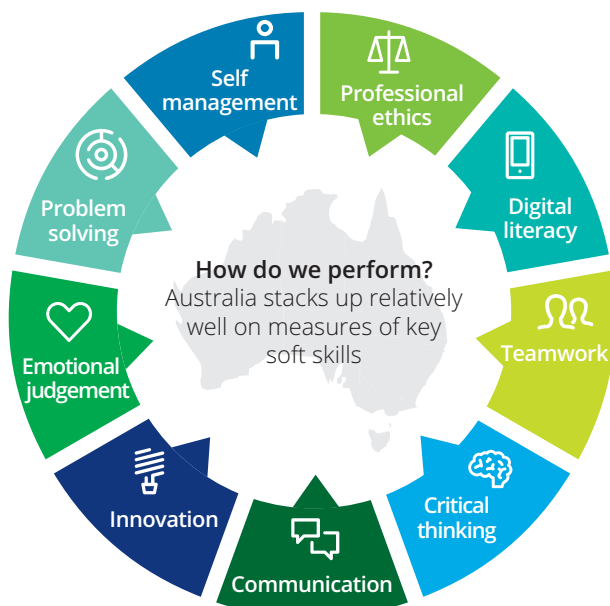 Self
management
Professional
ethics
Digital
literacy
Teamwork
Critical
thinking
Communication
Innovation
Emotional
judgement
Problem
solving
How do we perform?
Australia stacks up relatively
well on measures of key
soft skills